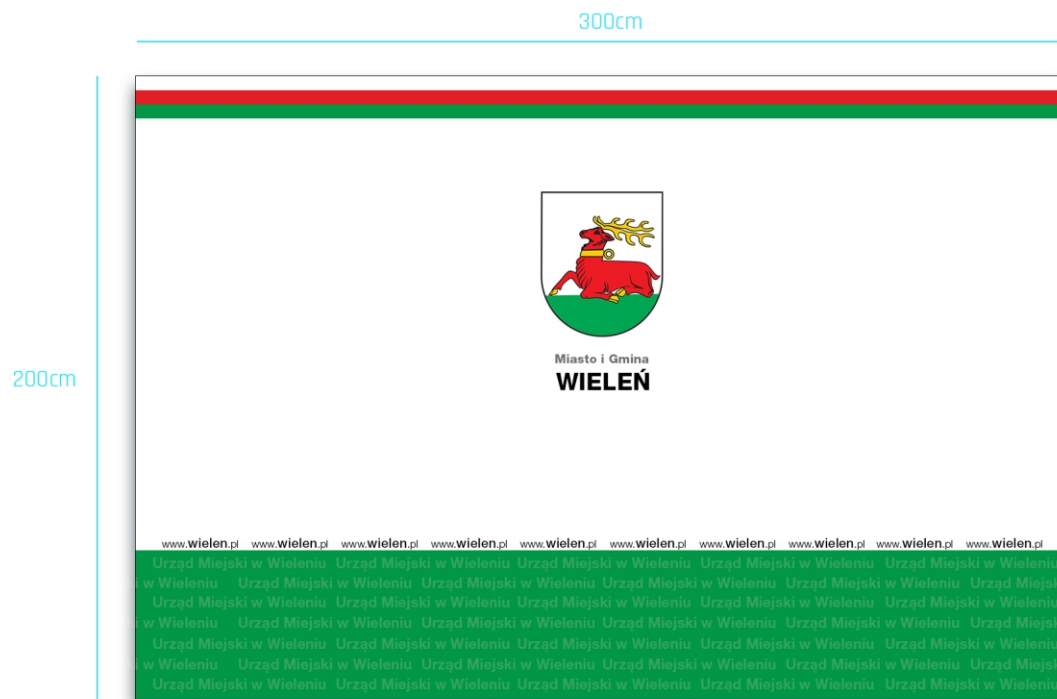 300cm
200cm
Miasto i Gmina
WIELEŃ
www.wielen.pl www.wielen.pl www.wielen.pl www.wielen.pl www.wielen.pl www.wielen.pl www.wielen.pl www.wielen.pl www.wielen.pl www.wielen.pl
Urząd Miejski w Wieleniu Urząd Miejski w Wieleniu Urząd Miejski w Wieleniu Urząd Miejski w Wieleniu Urząd Miejski w Wieleniu
i w Wieleniu Urząd Miejski w Wieleniu Urząd Miejski w Wieleniu Urząd Miejski w Wieleniu Urząd Miejski w Wieleniu Urząd Miejsk
Urząd Miejski w Wieleniu Urząd Miejski w Wieleniu Urząd Miejski w Wieleniu Urząd Miejski w Wieleniu Urząd Miejski w Wieleniu
i w Wieleniu Urząd Miejski w Wieleniu Urząd Miejski w Wieleniu Urząd Miejski w Wieleniu Urząd Miejski w Wieleniu Urząd Miejsk
Urząd Miejski w Wieleniu Urząd Miejski w Wieleniu Urząd Miejski w Wieleniu Urząd Miejski w Wieleniu Urząd Miejski w Wieleniu
i w Wieleniu Urząd Miejski w Wieleniu Urząd Miejski w Wieleniu Urząd Miejski w Wieleniu Urząd Miejski w Wieleniu Urząd Miejsk
Urząd Miejski w Wieleniu Urząd Miejski w Wieleniu Urząd Miejski w Wieleniu Urząd Miejski w Wieleniu Urząd Miejski w Wieleniu